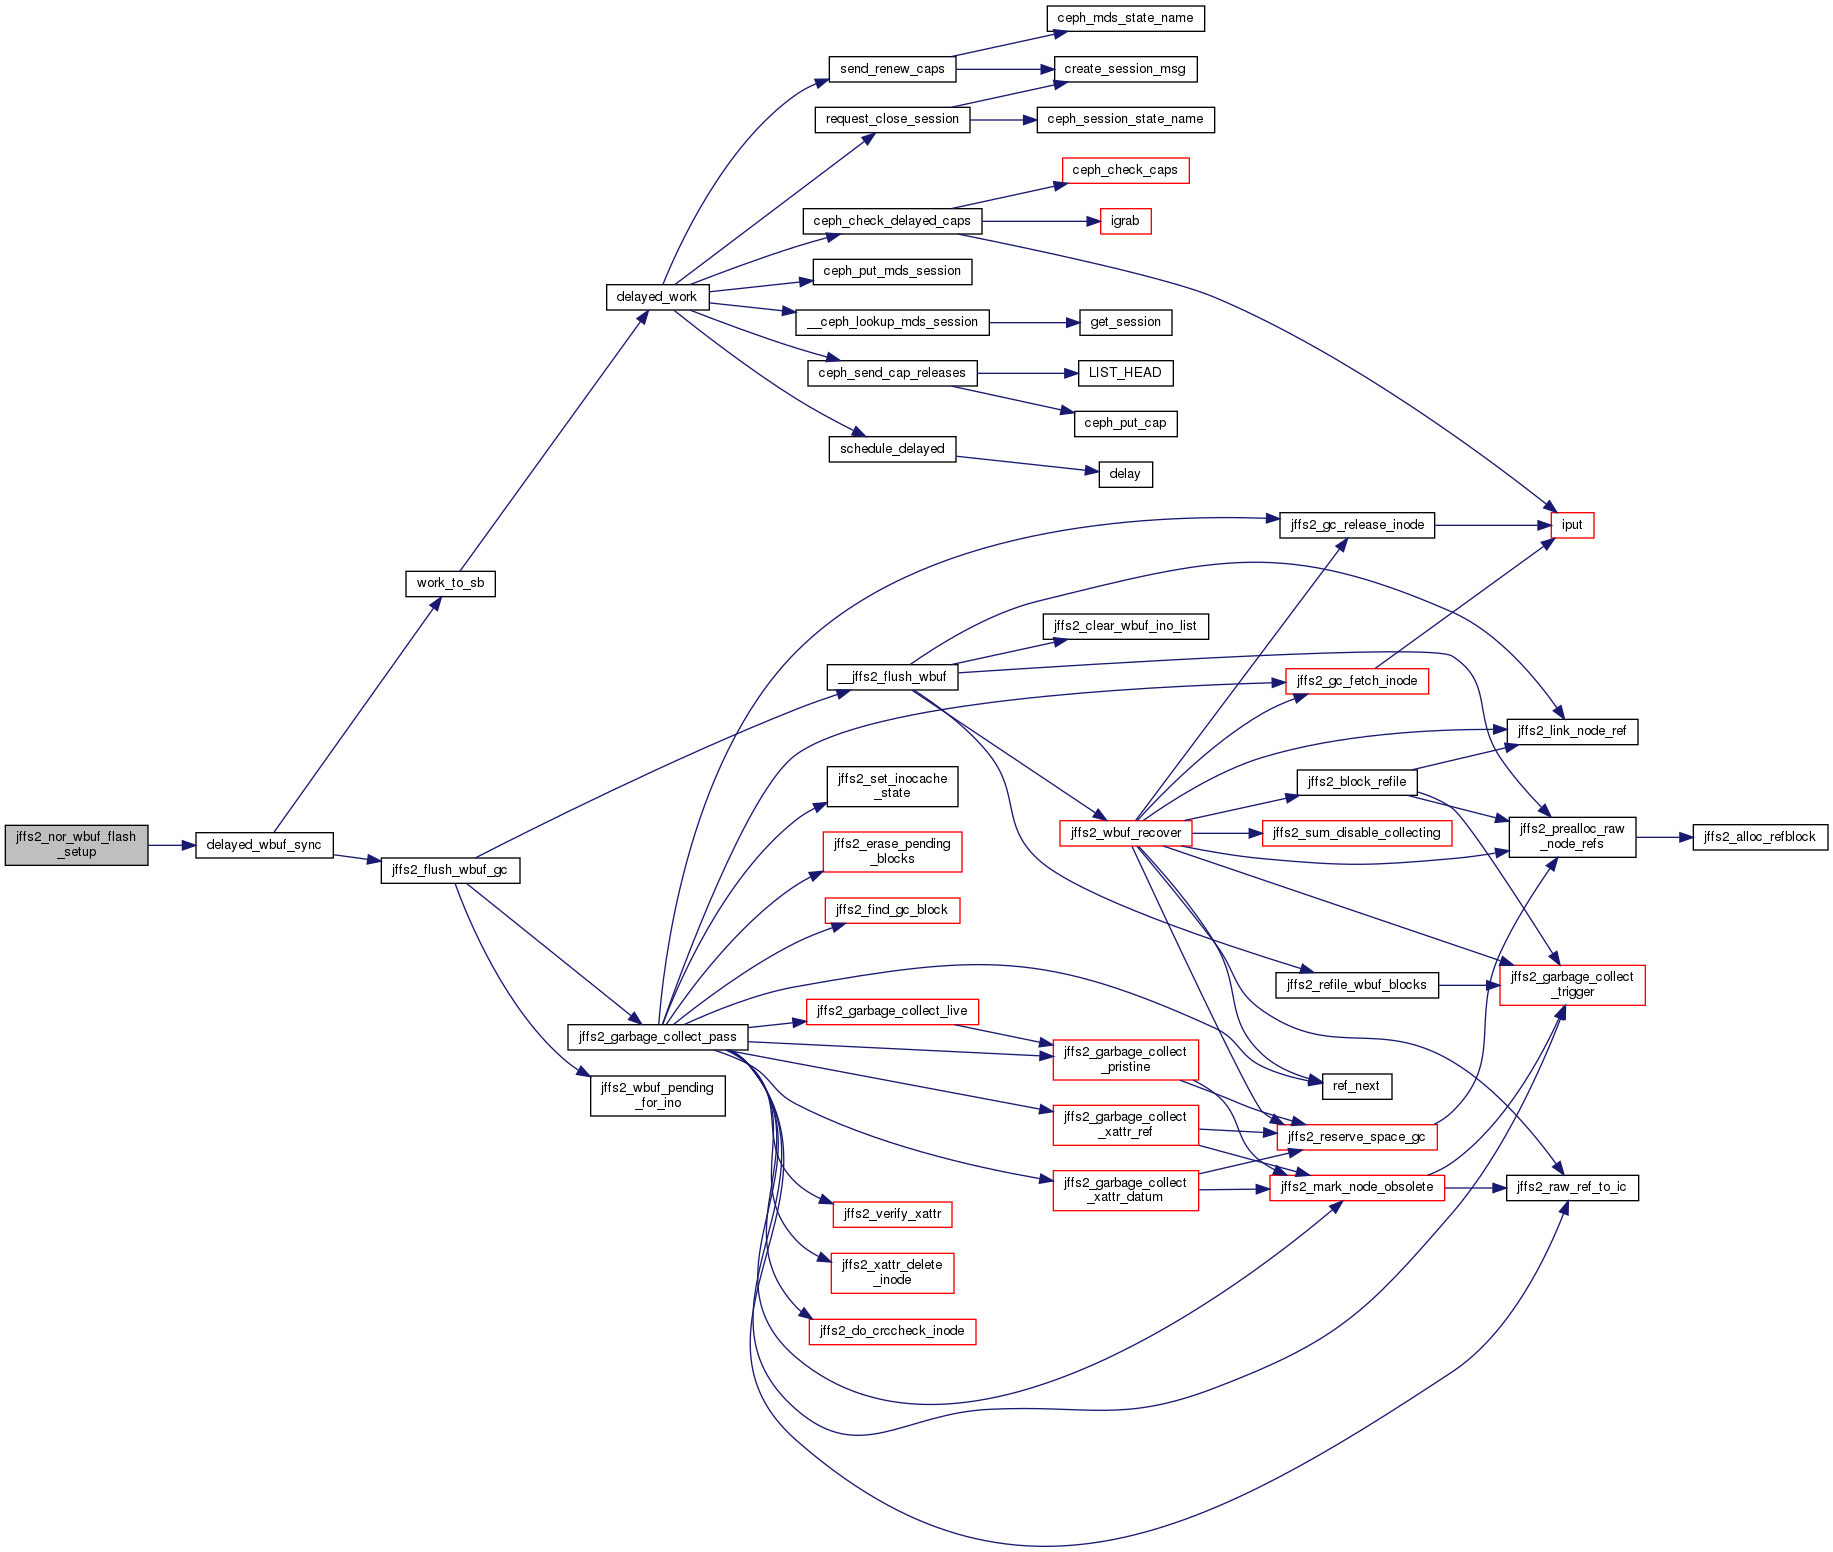 ceph_mds_state_name
send_renew_caps
create_session_msg
request_close_session
ceph_session_state_name
ceph_check_caps
ceph_check_delayed_caps
igrab
ceph_put_mds_session
delayed_work
__ceph_lookup_mds_session
get_session
ceph_send_cap_releases
LIST_HEAD
ceph_put_cap
schedule_delayed
delay
jffs2_gc_release_inode
iput
work_to_sb
jffs2_clear_wbuf_ino_list
__jffs2_flush_wbuf
jffs2_gc_fetch_inode
jffs2_link_node_ref
jffs2_set_inocache
_state
jffs2_block_refile
jffs2_nor_wbuf_flash
_setup
delayed_wbuf_sync
jffs2_wbuf_recover
jffs2_sum_disable_collecting
jffs2_prealloc_raw
_node_refs
jffs2_alloc_refblock
jffs2_erase_pending
_blocks
jffs2_flush_wbuf_gc
jffs2_find_gc_block
jffs2_refile_wbuf_blocks
jffs2_garbage_collect
_trigger
jffs2_garbage_collect_live
jffs2_garbage_collect_pass
jffs2_garbage_collect
_pristine
ref_next
jffs2_wbuf_pending
_for_ino
jffs2_garbage_collect
_xattr_ref
jffs2_reserve_space_gc
jffs2_garbage_collect
_xattr_datum
jffs2_mark_node_obsolete
jffs2_raw_ref_to_ic
jffs2_verify_xattr
jffs2_xattr_delete
_inode
jffs2_do_crccheck_inode